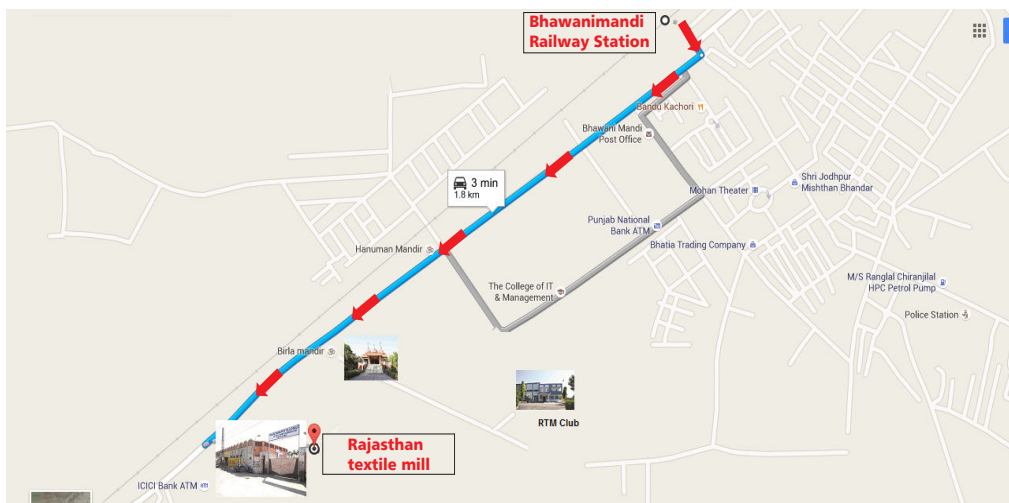 Bhawanimandi
Railway Station
Bandu Kachori
Bhawani Mandi
Post Office
3 min
1.8 km
Mohan Theater
Shri Jodhpur
Mishthan Bhandar
Punjab National
Bank ATM
Hanuman Mandir
Bhatia Trading Company
The College of IT
& Management
M/S Ranglal Chiranjilal
HPC Petrol Pump
Police Station
Birla mandir
RTM Club
Rajasthan
textile mill
ICICI Bank ATM